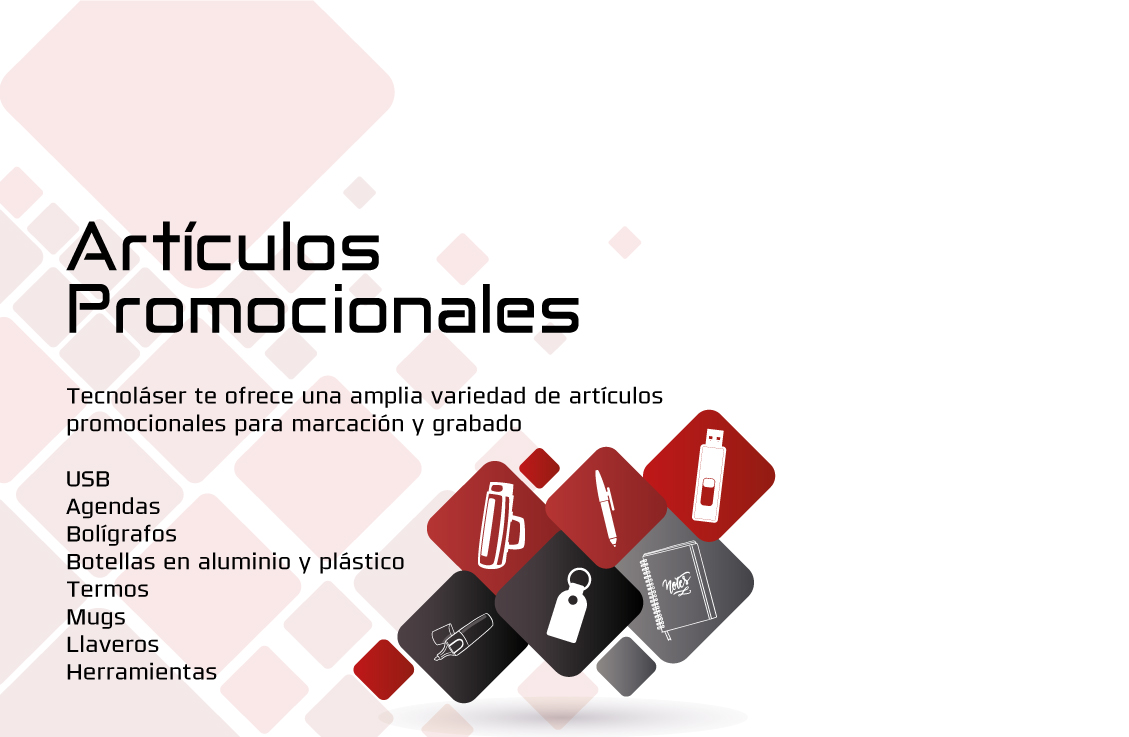 Artículos
Promocionales
Tecnoláser te ofrece una amplia variedad de artículos
promocionales para marcación y grabado
USB
Agendas
Bolígrafos
Botellas en aluminio y plástico
Termos
Mugs
Llaveros
Herramientas
Notes